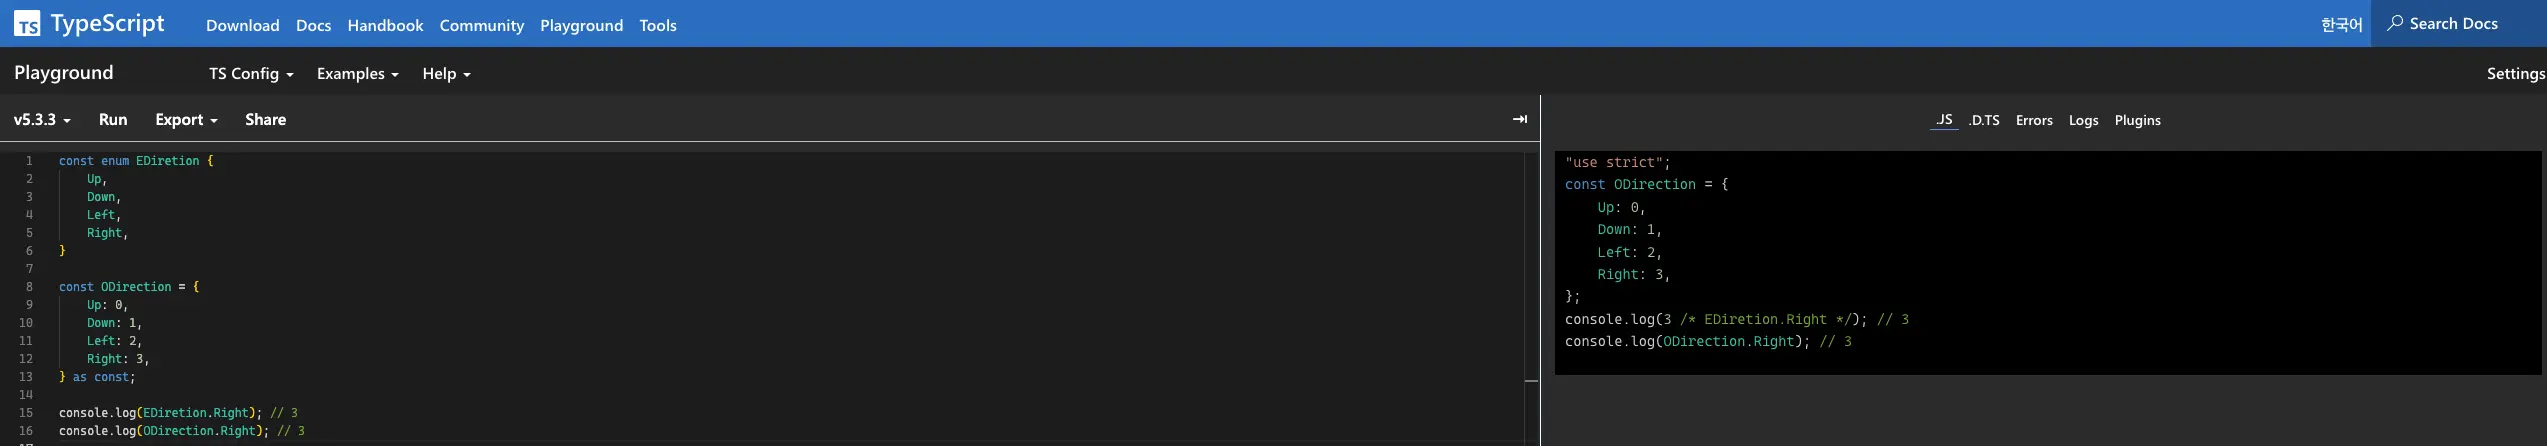 TS TypeScript Download Docs Handbook Community Playground Tools 한국어 Search Docs
Playground TS Config Examples Help Settings
v5.3.3 Run Export Share
.JS .D.TS Errors Logs Plugins
1 const enum EDiretion {
2 Up,
3 Down,
4 Left,
5 Right,
6 }
7
8 const ODirection = {
9 Up: 0,
10 Down: 1,
11 Left: 2,
12 Right: 3,
13 } as const;
14
15 console.log(EDiretion.Right); // 3
16 console.log(ODirection.Right); // 3
"use strict";
const ODirection = {
Up: 0,
Down: 1,
Left: 2,
Right: 3,
};
console.log(3 /* EDiretion.Right */); // 3
console.log(ODirection.Right); // 3